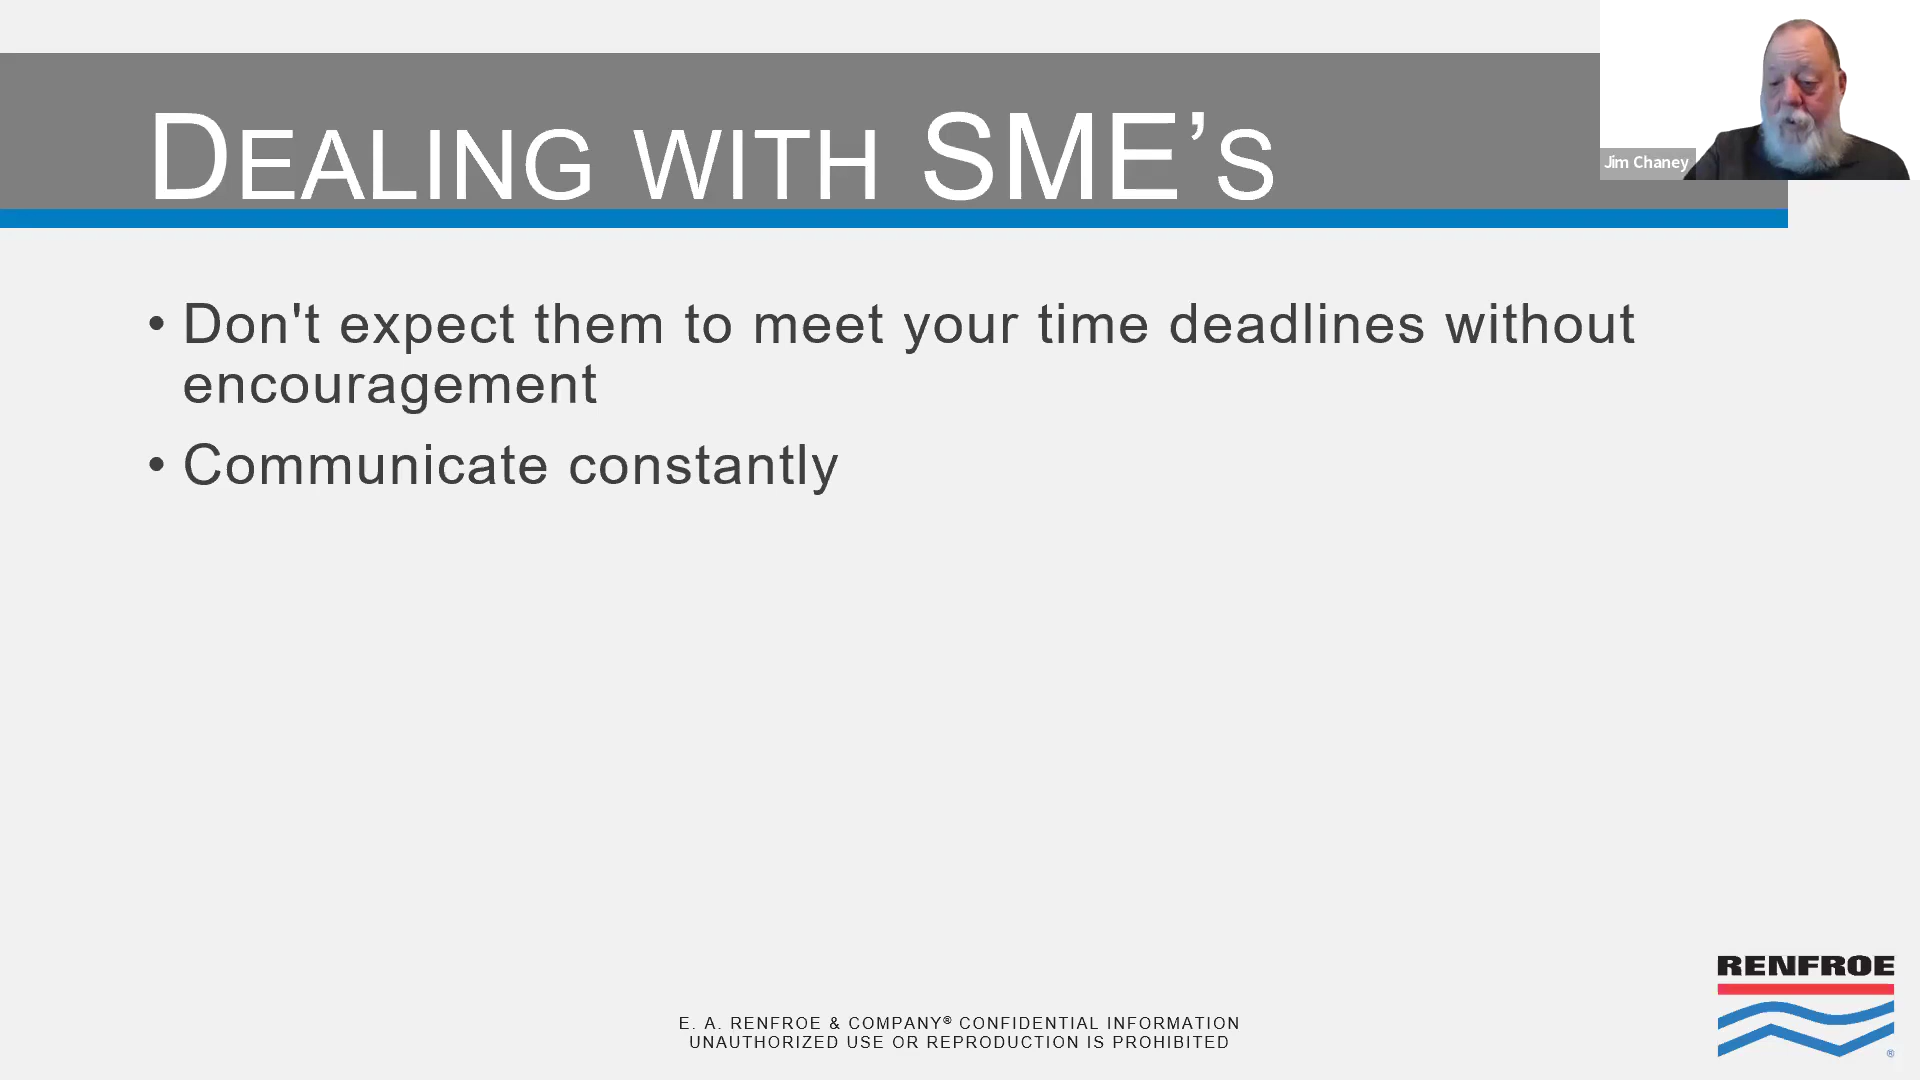 DEALING WITH SME’S
Jim Chaney
• Don't expect them to meet your time deadlines without
encouragement
• Communicate constantly
RENFROE
®
E. A. RENFROE & COMPANY® CONFIDENTIAL INFORMATION
UNAUTHORIZED USE OR REPRODUCTION IS PROHIBITED